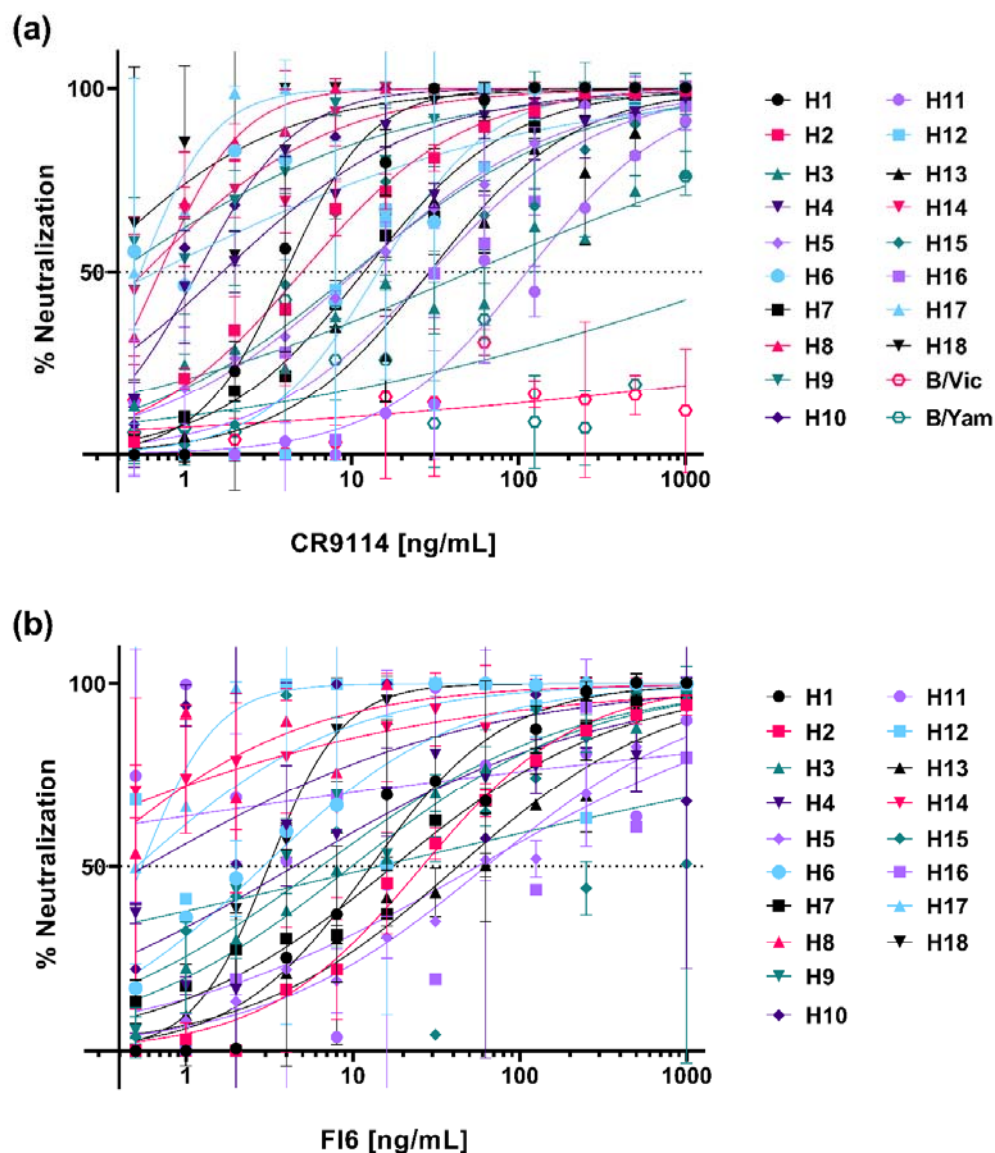 (a)
% Neutralization
100
50
1
10
100
1000
CR9114 [ng/mL]
H1
H2
H3
H4
H5
H6
H7
H8
H9
H10
H11
H12
H13
H14
H15
H16
H17
H18
B/Vic
B/Yam
(b)
% Neutralization
100
50
1
10
100
1000
FI6 [ng/mL]
H1
H2
H3
H4
H5
H6
H7
H8
H9
H10
H11
H12
H13
H14
H15
H16
H17
H18